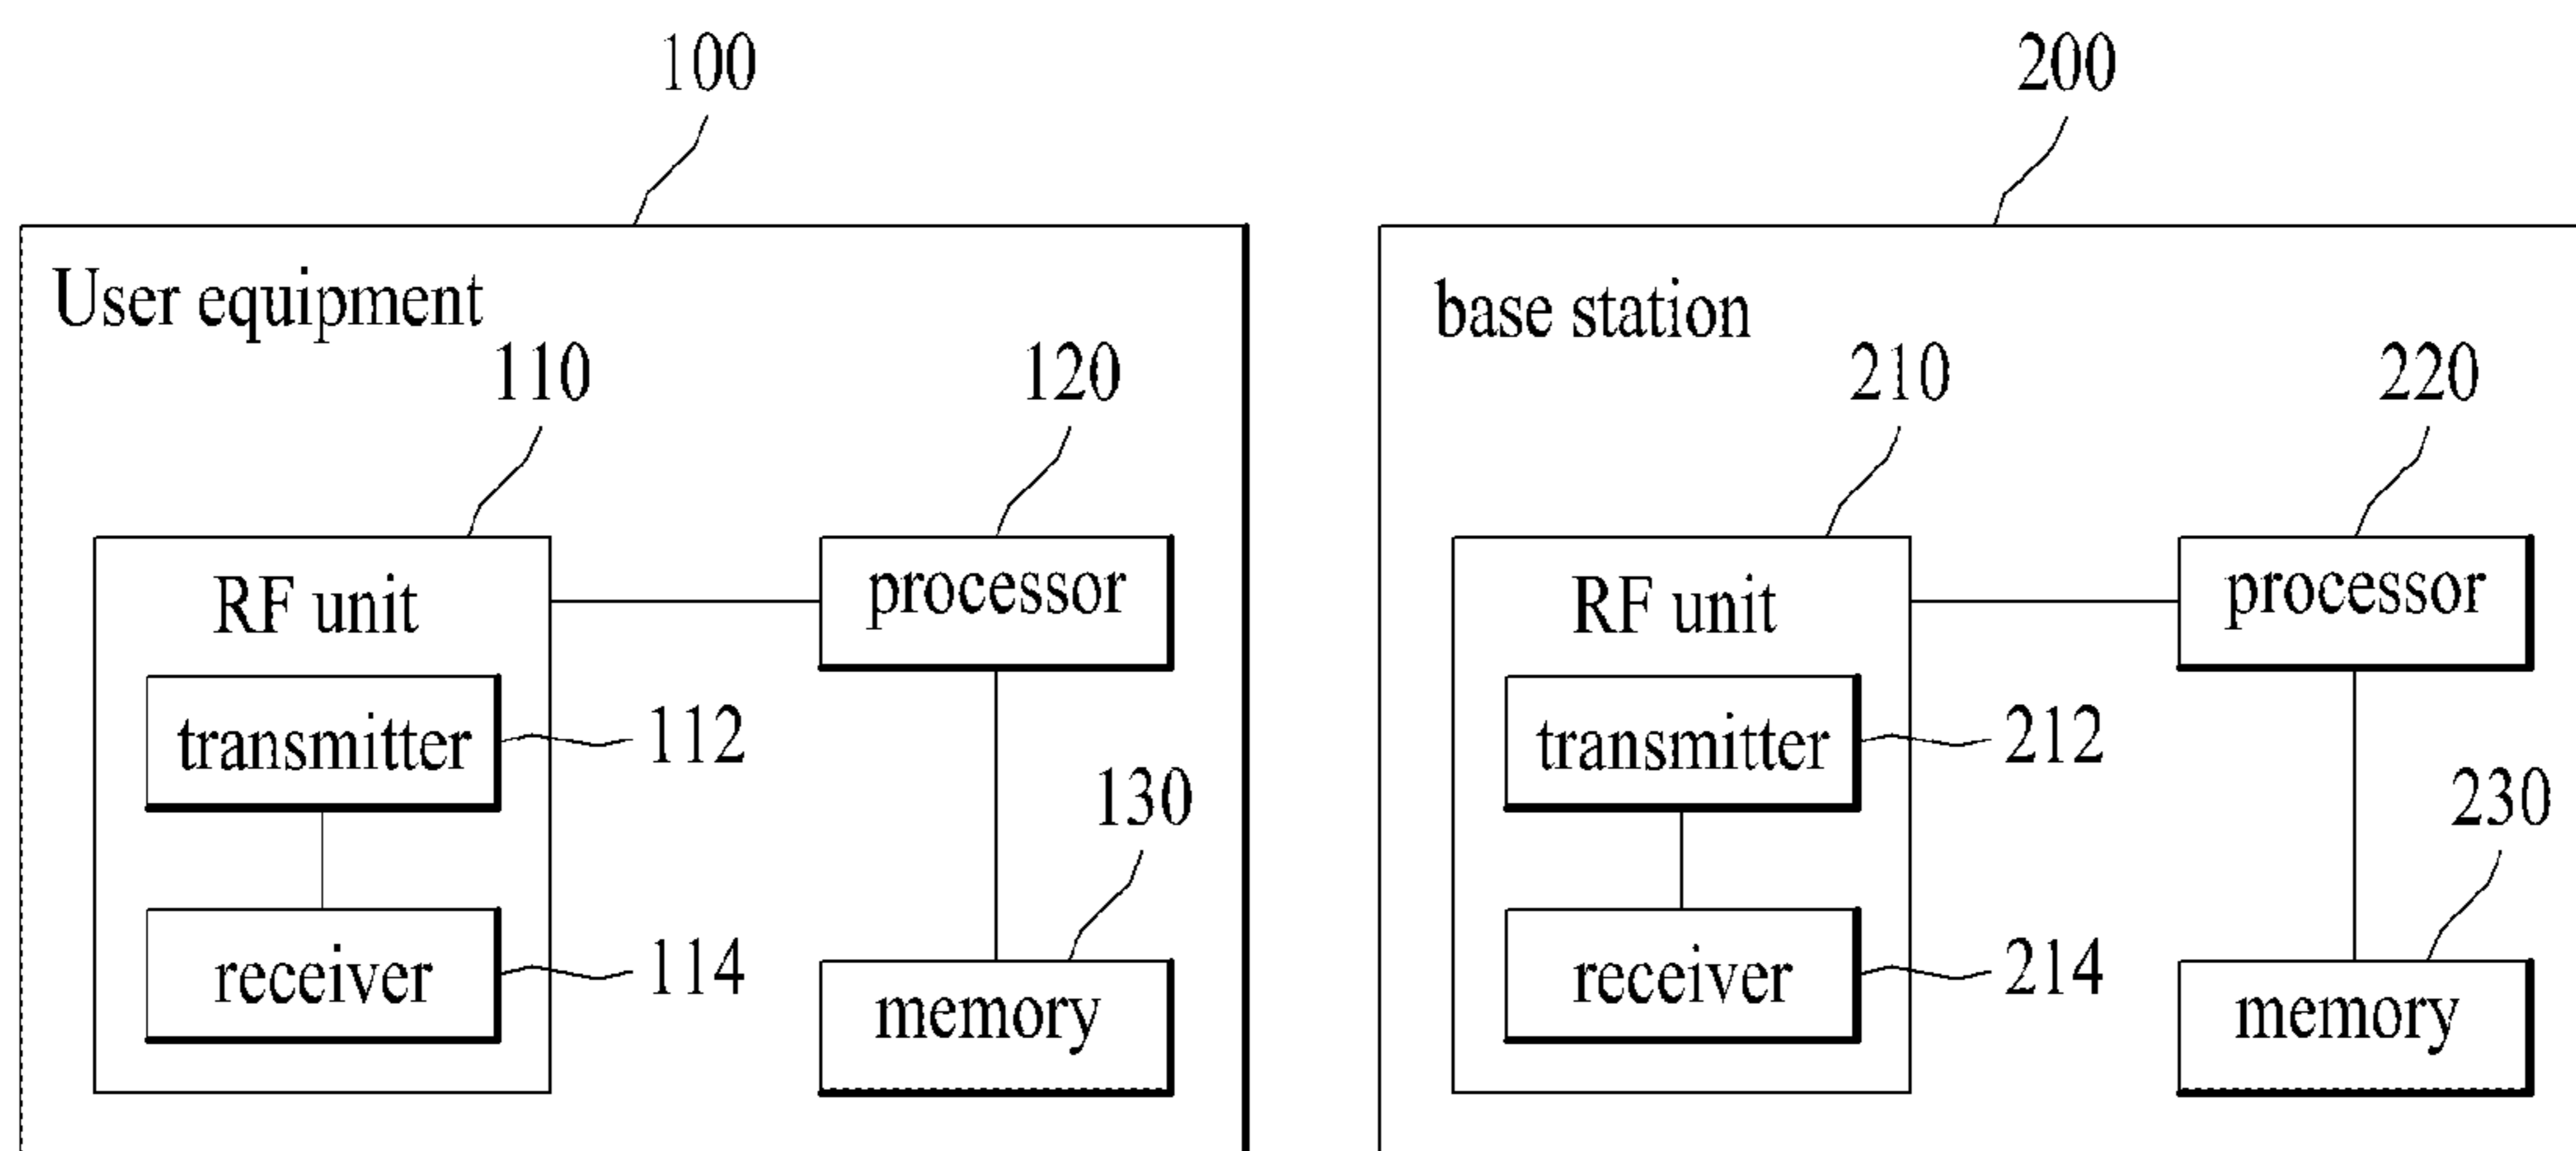 100
200
User equipment
base station
110
120
210
220
RF unit
processor
RF unit
processor
transmitter
112
transmitter
212
130
230
receiver
114
memory
receiver
214
memory